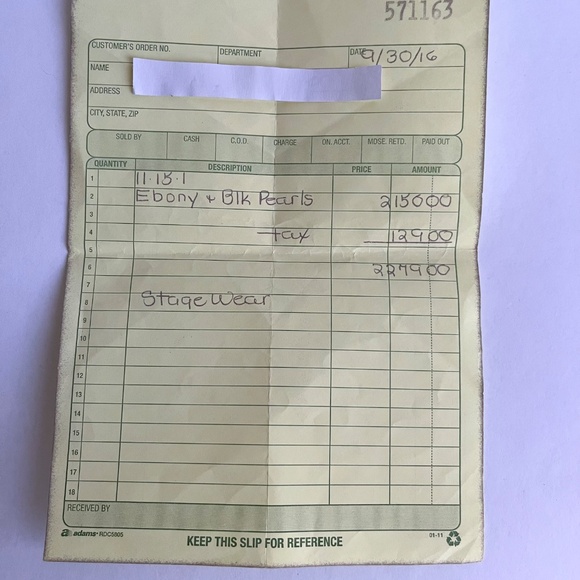 571163
CUSTOMER'S ORDER NO. DEPARTMENT DATE 9/30/16
NAME
ADDRESS
CITY, STATE, ZIP
SOLD BY CASH C.O.D. CHARGE ON. ACCT. MDSE. RETD. PAID OUT
QUANTITY DESCRIPTION PRICE AMOUNT
1 11·15·1
2 Ebony + Blk Pearls 215000
3
4 Tax 12900
5
6 227900
7
8 Stage Wear
9
10
11
12
13
14
15
16
17
18
RECEIVED BY
adams® RDC5805 KEEP THIS SLIP FOR REFERENCE 01-11